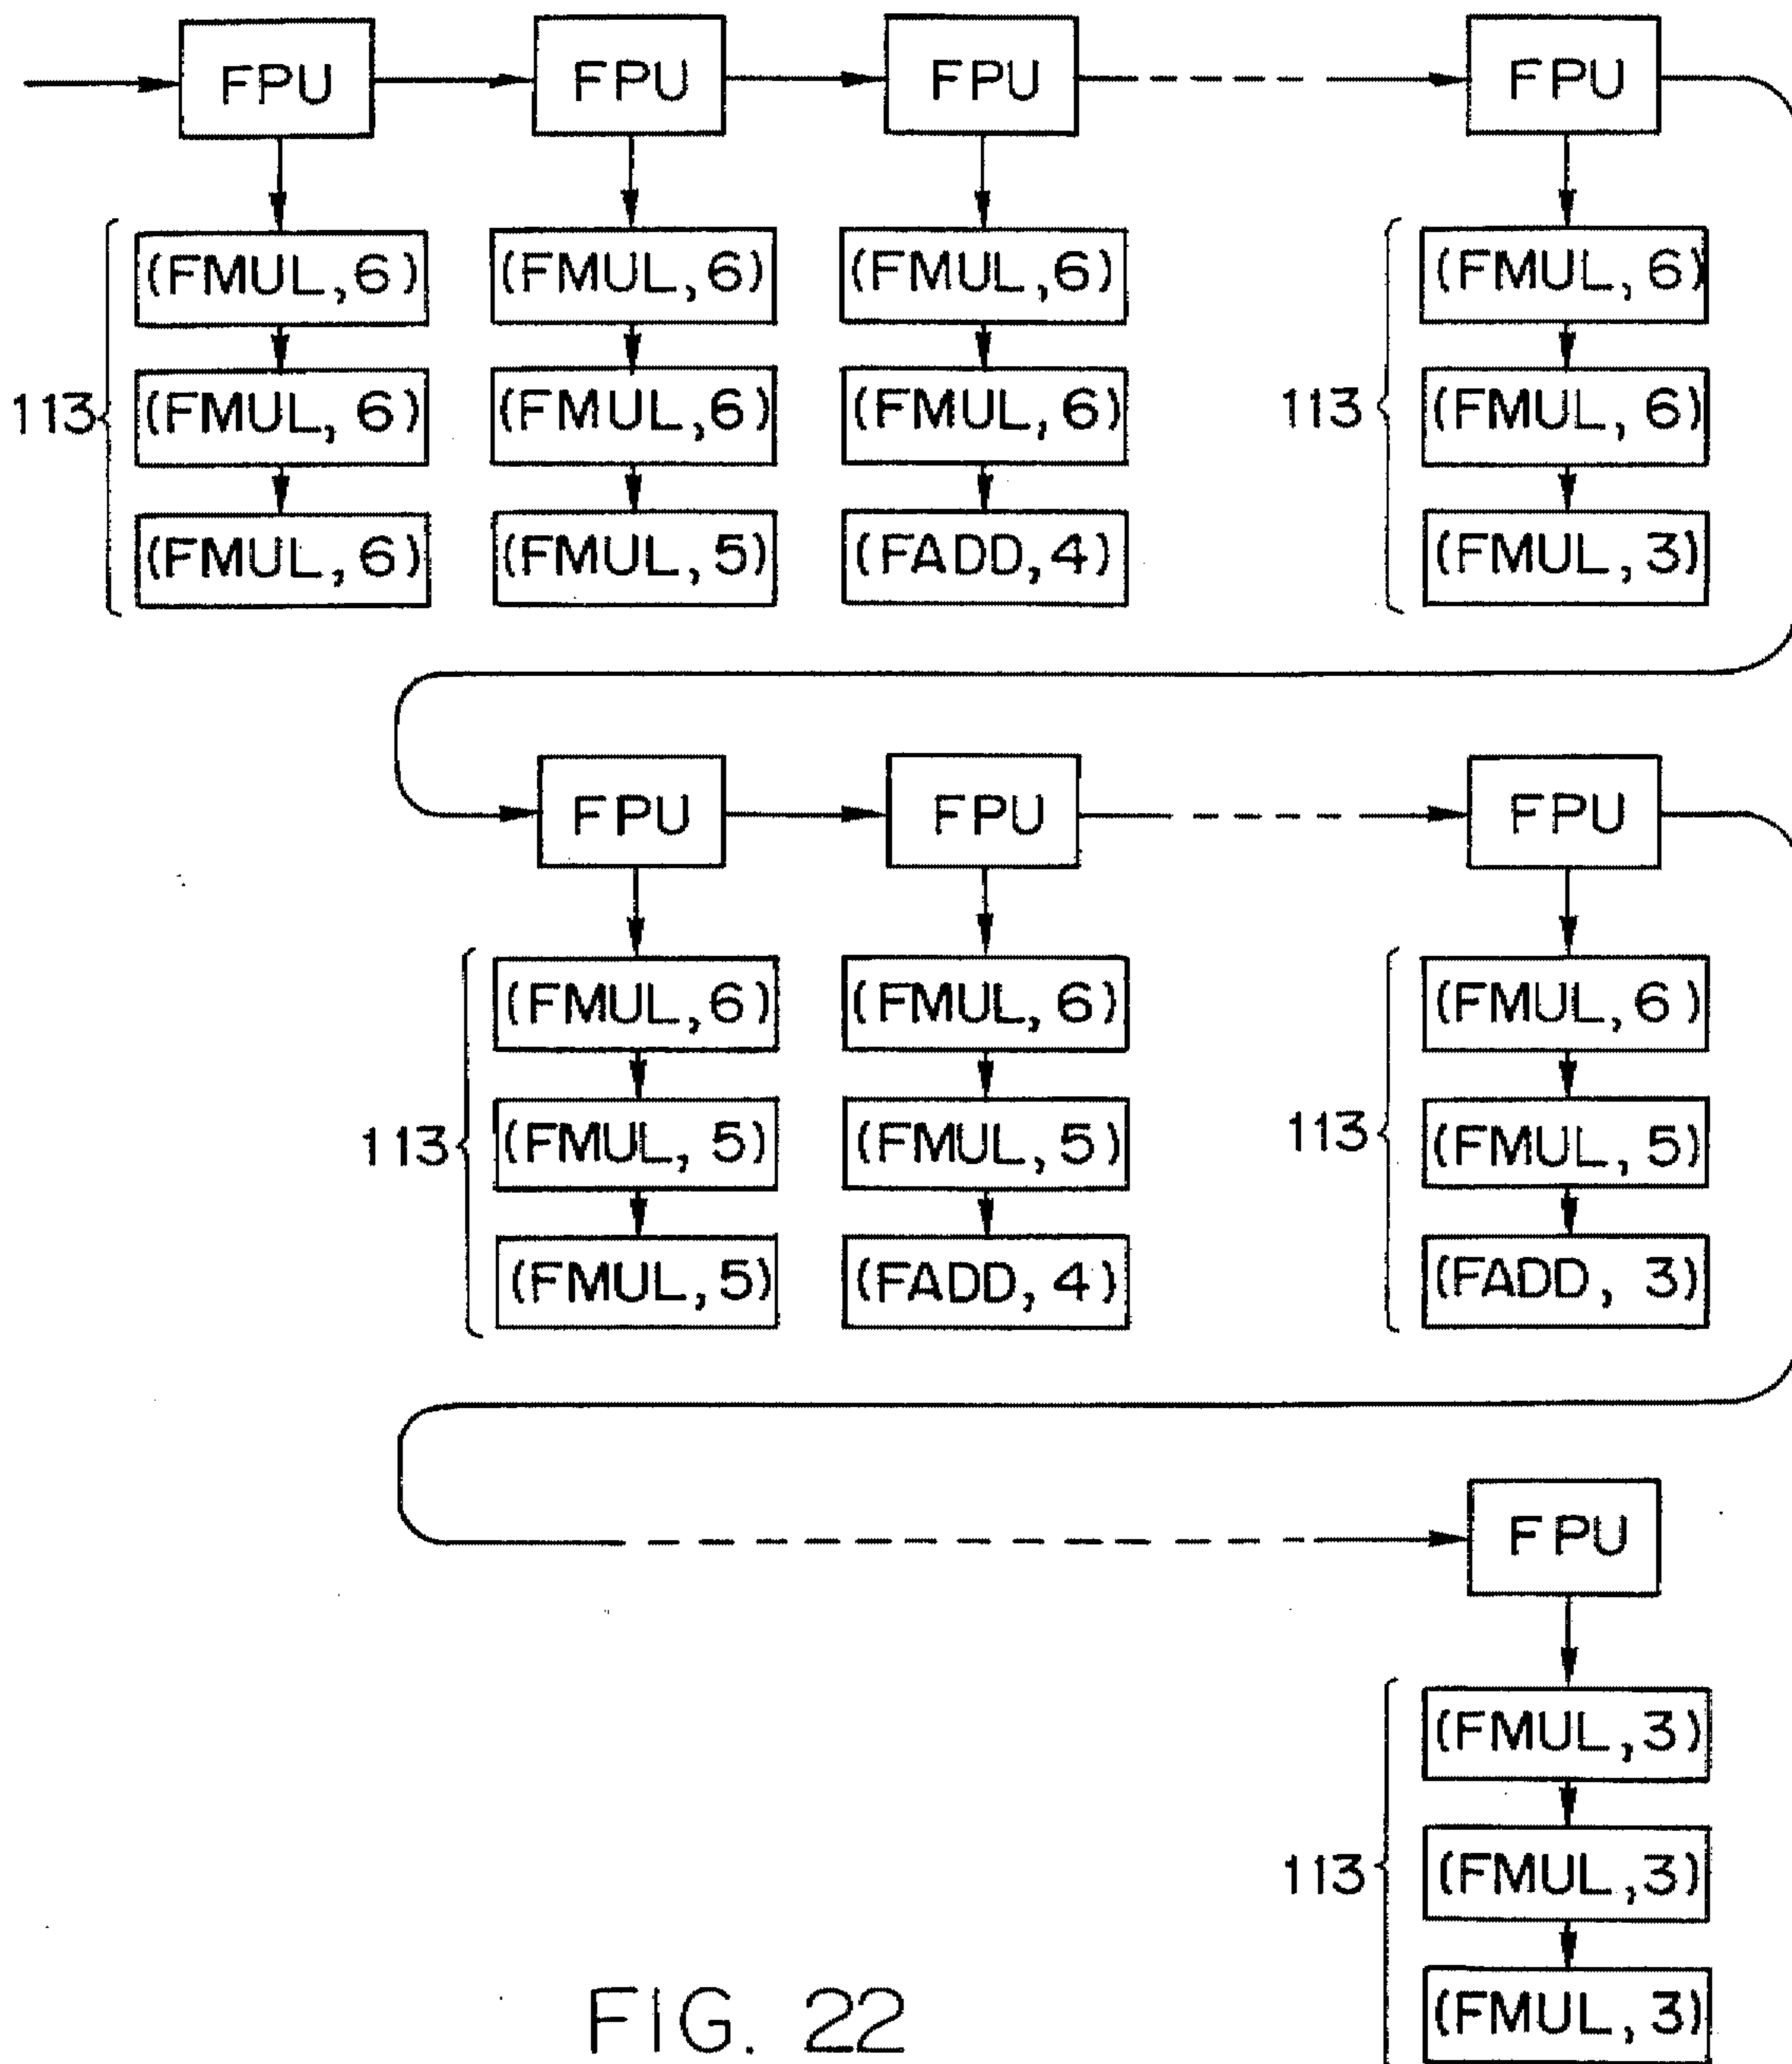 FPU FPU FPU FPU
(FMUL,6) (FMUL,6) (FMUL,6) (FMUL,6)
113 (FMUL,6) (FMUL,6) (FMUL,6) 113 (FMUL,6)
(FMUL,6) (FMUL,5) (FADD,4) (FMUL,3)
FPU FPU FPU
(FMUL,6) (FMUL,6) (FMUL,6)
113 (FMUL,5) (FMUL,5) 113 (FMUL,5)
(FMUL,5) (FADD,4) (FADD,3)
FPU
(FMUL,3)
113 (FMUL,3)
(FMUL,3)
FIG. 22